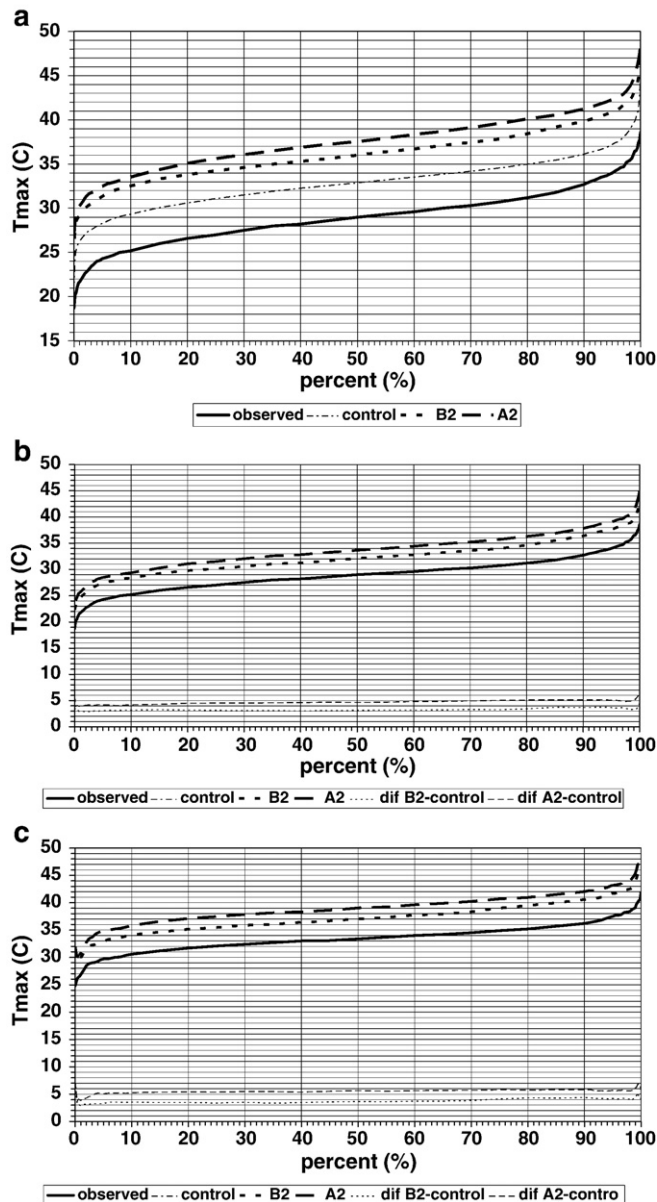 a
50
45
40
35
30
25
20
15
Tmax (C)
0 10 20 30 40 50 60 70 80 90 100
percent (%)
observed control B2 A2
b
50
45
40
35
30
25
20
15
10
5
0
Tmax (C)
0 10 20 30 40 50 60 70 80 90 100
percent (%)
observed control B2 A2 dif B2-control dif A2-control
c
50
45
40
35
30
25
20
15
10
5
0
Tmax (C)
0 10 20 30 40 50 60 70 80 90 100
percent (%)
observed control B2 A2 dif B2-control dif A2-contro